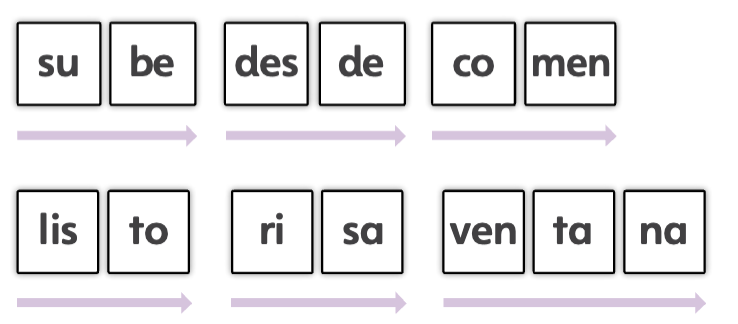 su be des de co men
lis to ri sa ven ta na